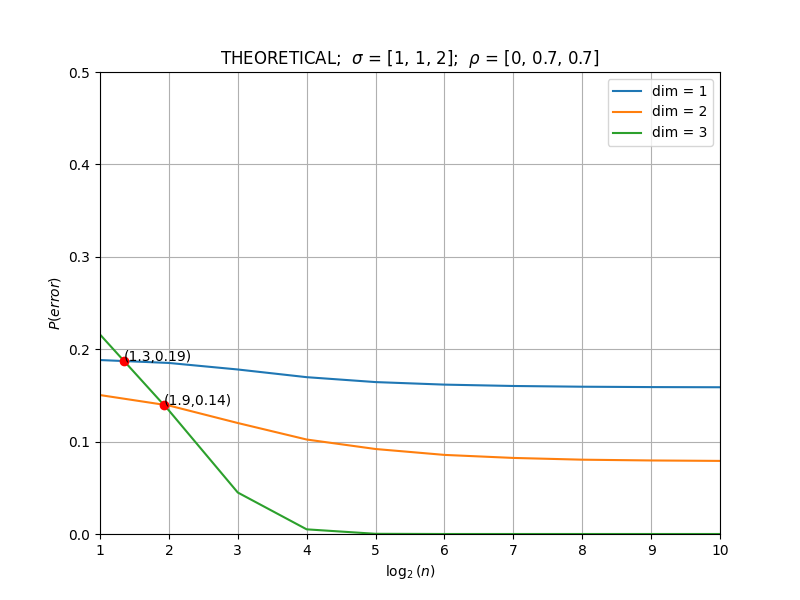 THEORETICAL; σ = [1, 1, 2]; ρ = [0, 0.7, 0.7]
dim = 1
dim = 2
dim = 3
0.5
0.4
0.3
0.2
0.1
0.0
P(error)
(1.3,0.19)
(1.9,0.14)
1 2 3 4 5 6 7 8 9 10
log₂(n)